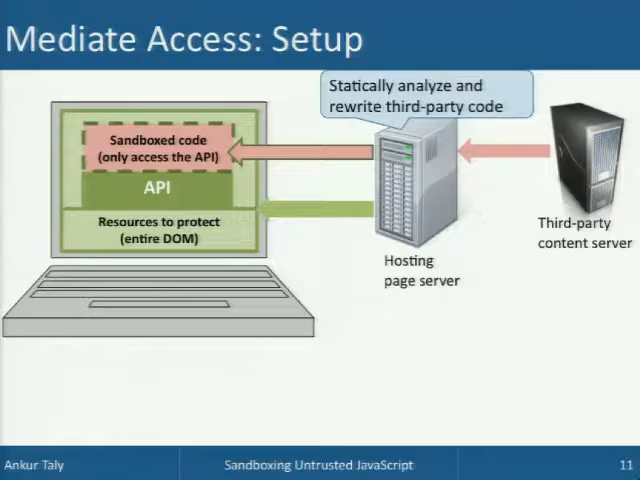 Mediate Access: Setup
Statically analyze and
rewrite third-party code
Sandboxed code
(only access the API)
API
Resources to protect
(entire DOM)
Hosting
page server
Third-party
content server
Ankur Taly
Sandboxing Untrusted JavaScript
11